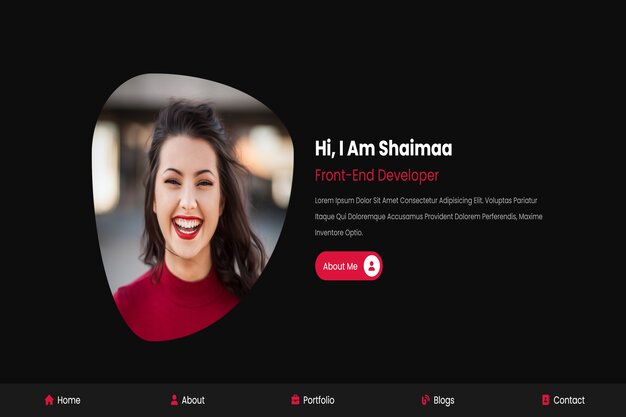 Hi, I Am Shaimaa
Front-End Developer
Lorem Ipsum Dolor Sit Amet Consectetur Adipisicing Elit. Voluptas Pariatur
Itaque Qui Doloremque Accusamus Provident Dolorem Perferendis, Maxime
Inventore Optio.
About Me
Home About Portfolio Blogs Contact